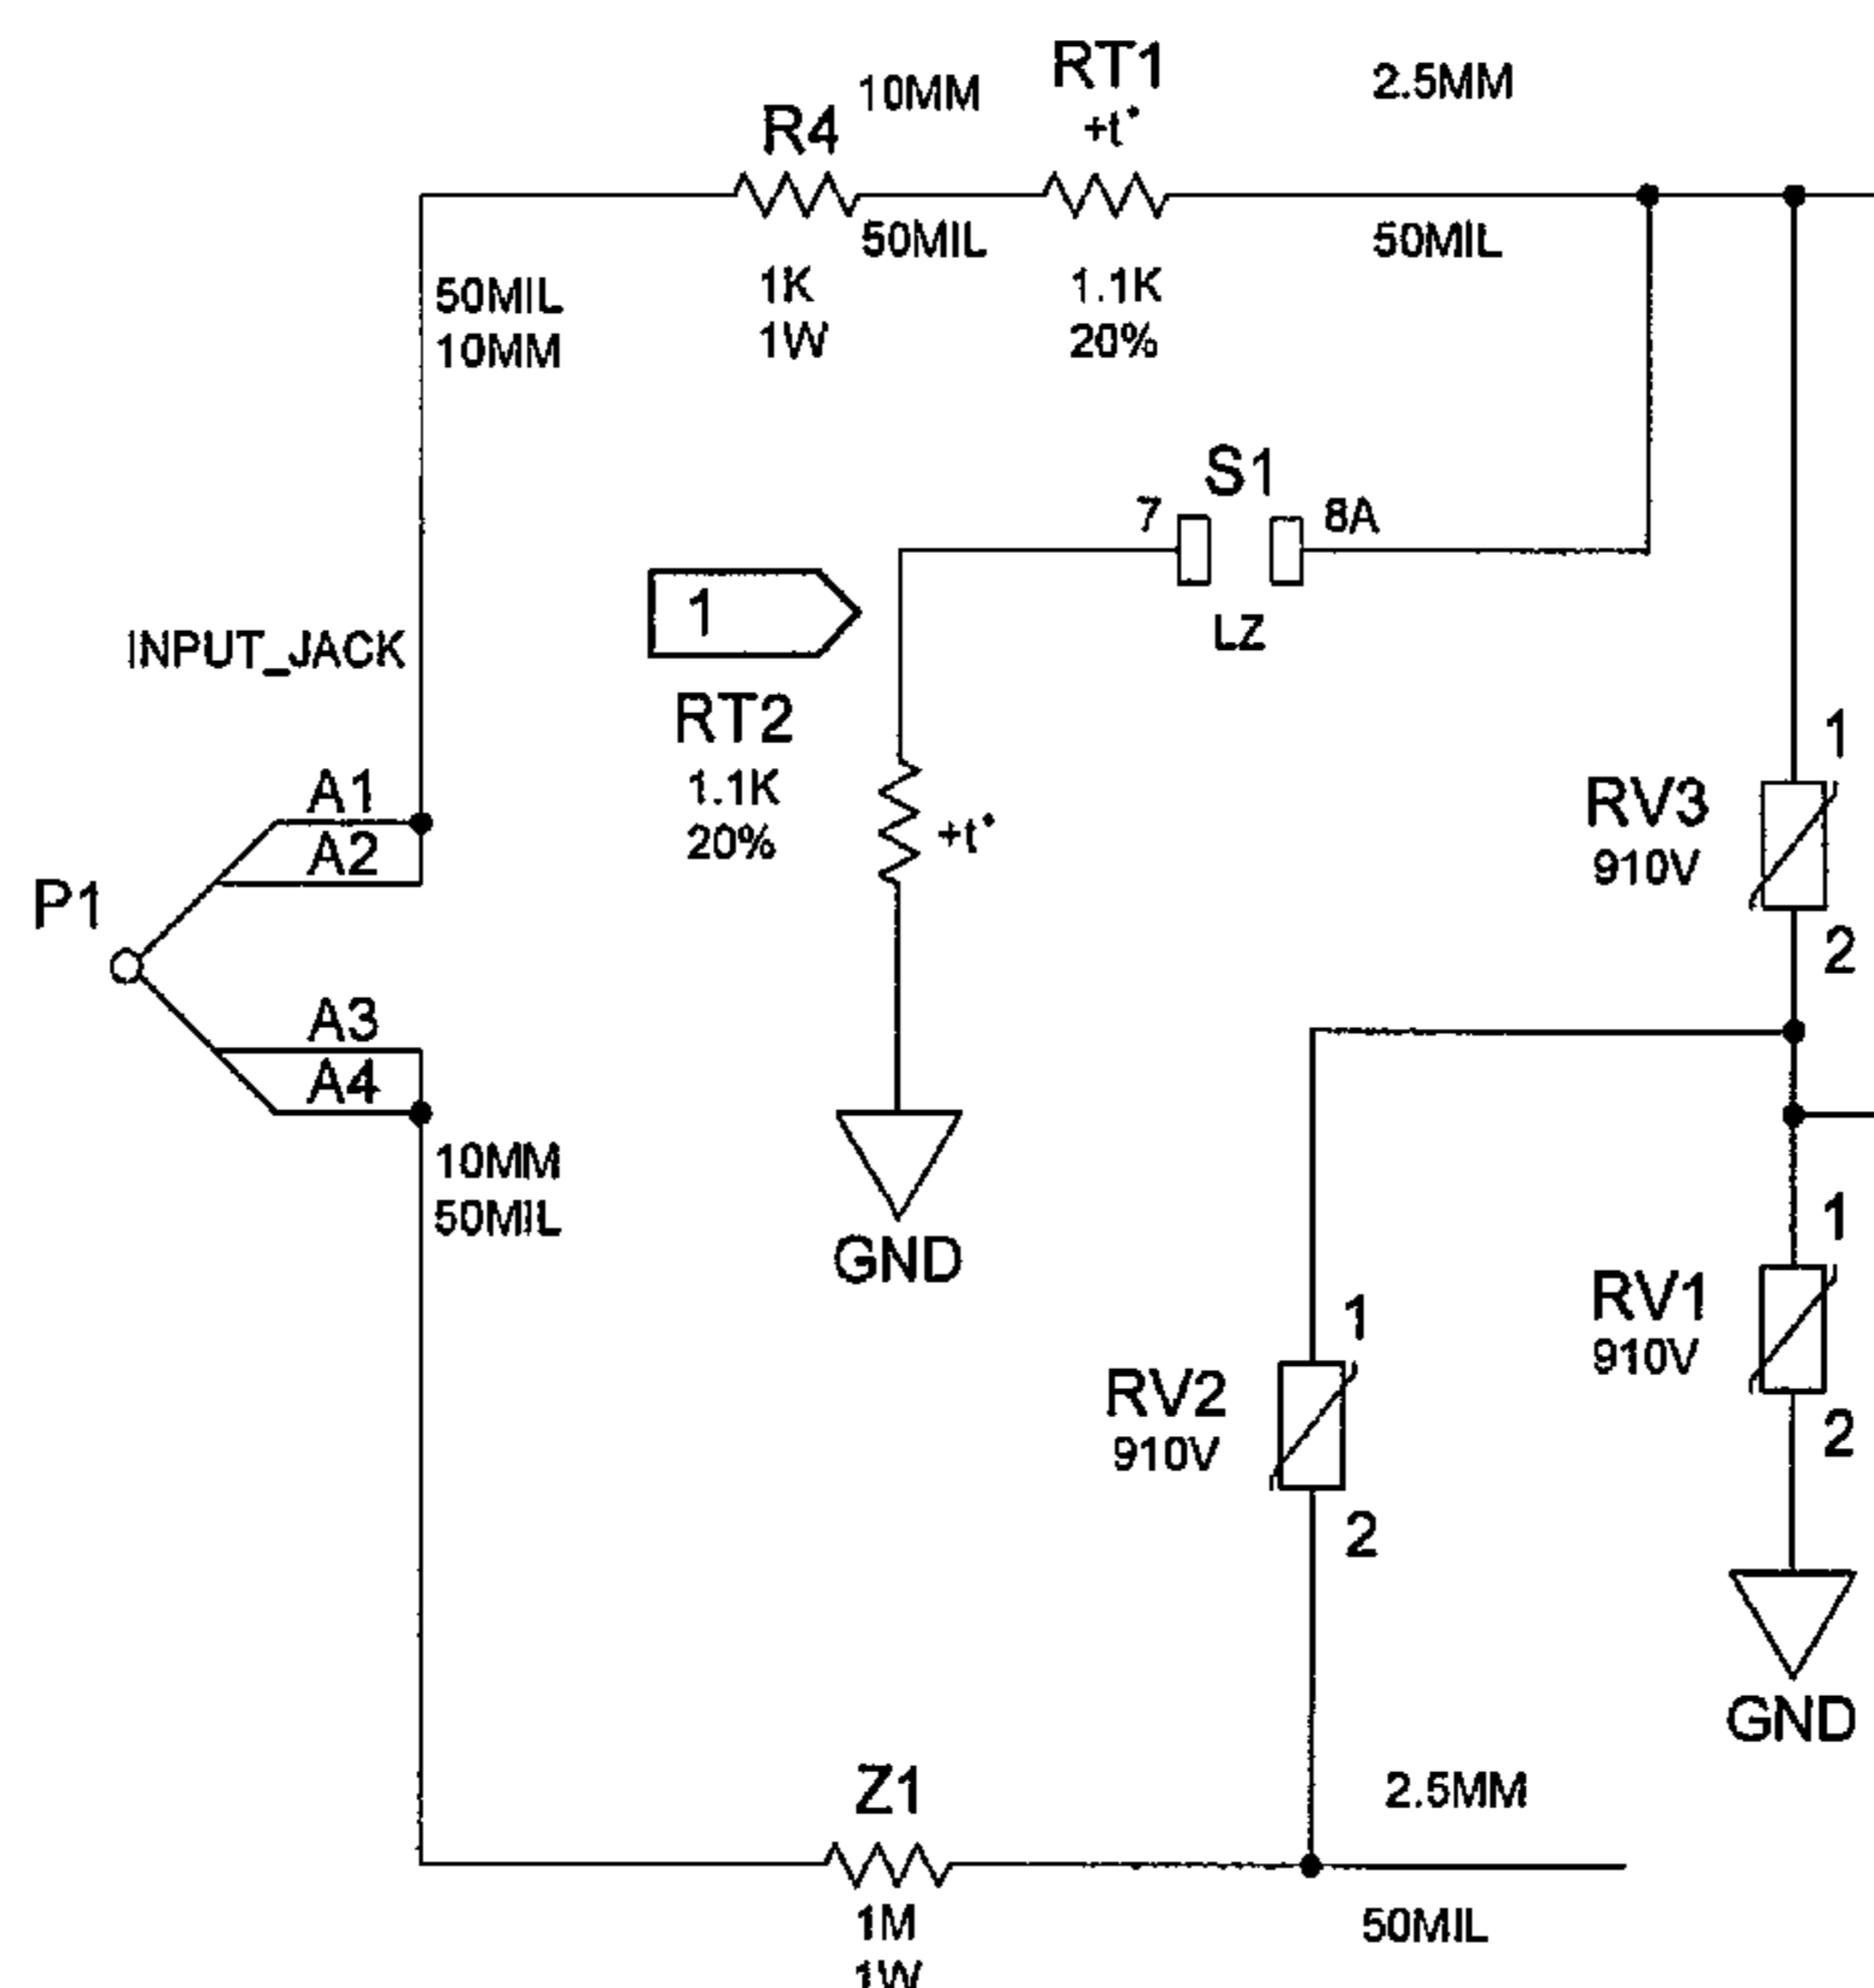 RT1
10MM
2.5MM
+t°
R4
50MIL
50MIL
50MIL
1K
1.1K
10MM
1W
20%
S1
7
8A
1
LZ
INPUT_JACK
RT2
1
1.1K
A1
RV3
20%
+t°
A2
910V
P1
2
A3
A4
10MM
50MIL
1
GND
RV1
1
910V
RV2
2
910V
2
GND
Z1
2.5MM
1M
50MIL
1W